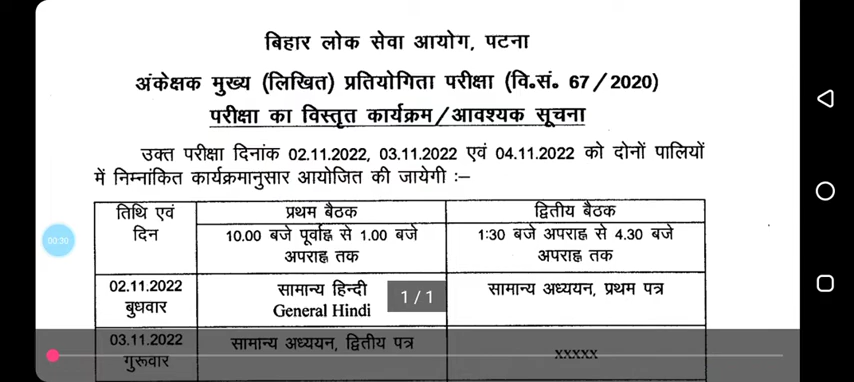 बिहार लोक सेवा आयोग, पटना
अंकेक्षक मुख्य (लिखित) प्रतियोगिता परीक्षा (वि.सं. 67/2020)
परीक्षा का विस्तृत कार्यक्रम/आवश्यक सूचना
उक्त परीक्षा दिनांक 02.11.2022, 03.11.2022 एवं 04.11.2022 को दोनों पालियों
में निम्नांकित कार्यक्रमानुसार आयोजित की जायेगी :–
तिथि एवं
दिन
प्रथम बैठक
द्वितीय बैठक
10.00 बजे पूर्वाह्न से 1.00 बजे
अपराह्न तक
1:30 बजे अपराह्न से 4.30 बजे
अपराह्न तक
02.11.2022
बुधवार
सामान्य हिन्दी
General Hindi
सामान्य अध्ययन, प्रथम पत्र
03.11.2022
गुरूवार
सामान्य अध्ययन, द्वितीय पत्र
xxxxx
1/1
00:20